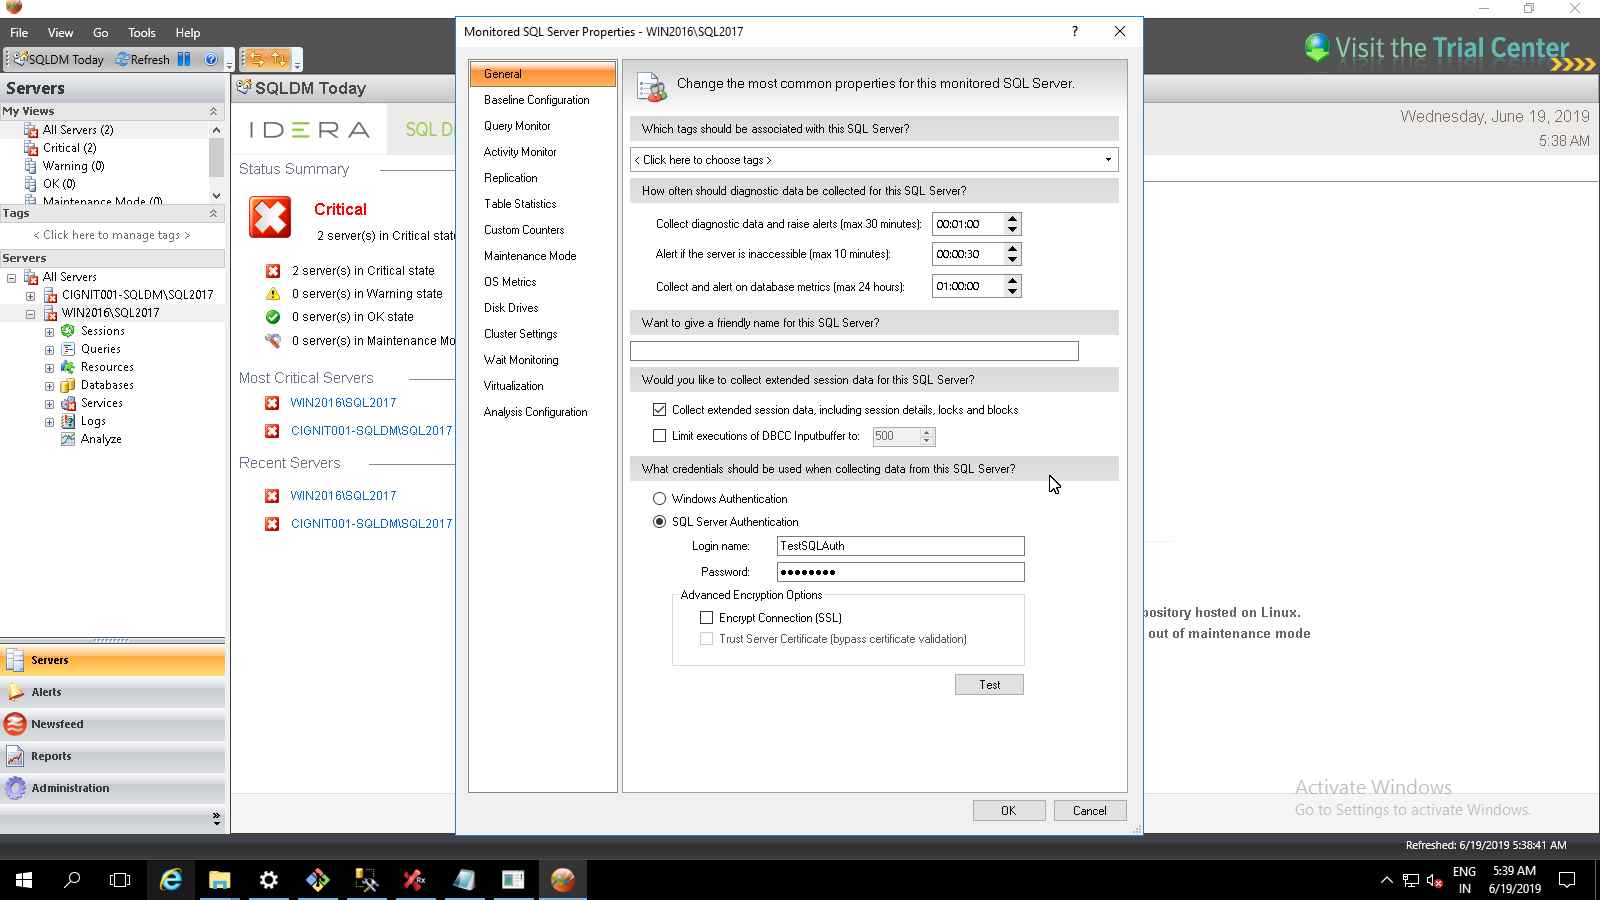 File View Go Tools Help
SQLDM Today Refresh
Visit the Trial Center
Servers
My Views
All Servers (2)
Critical (2)
Warning (0)
OK (0)
Maintenance Mode (0)
Tags
< Click here to manage tags >
Servers
All Servers
CIGNIT001-SQLDM\SQL2017
WIN2016\SQL2017
Sessions
Queries
Resources
Databases
Services
Logs
Analyze
Servers
Alerts
Newsfeed
Reports
Administration
SQLDM Today
IDERA SQL D
Status Summary
Critical
2 server(s) in Critical stat
2 server(s) in Critical state
0 server(s) in Warning state
0 server(s) in OK state
0 server(s) in Maintenance Mo
Most Critical Servers
WIN2016\SQL2017
CIGNIT001-SQLDM\SQL2017
Recent Servers
WIN2016\SQL2017
CIGNIT001-SQLDM\SQL2017
Monitored SQL Server Properties - WIN2016\SQL2017 ?
General
Baseline Configuration
Query Monitor
Activity Monitor
Replication
Table Statistics
Custom Counters
Maintenance Mode
OS Metrics
Disk Drives
Cluster Settings
Wait Monitoring
Virtualization
Analysis Configuration
Change the most common properties for this monitored SQL Server.
Which tags should be associated with this SQL Server?
< Click here to choose tags >
How often should diagnostic data be collected for this SQL Server?
Collect diagnostic data and raise alerts (max 30 minutes): 00:01:00
Alert if the server is inaccessible (max 10 minutes): 00:00:30
Collect and alert on database metrics (max 24 hours): 01:00:00
Want to give a friendly name for this SQL Server?
Would you like to collect extended session data for this SQL Server?
Collect extended session data, including session details, locks and blocks
Limit executions of DBCC Inputbuffer to: 500
What credentials should be used when collecting data from this SQL Server?
Windows Authentication
SQL Server Authentication
Login name: TestSQLAuth
Password: ●●●●●●●●
Advanced Encryption Options
Encrypt Connection (SSL)
Trust Server Certificate (bypass certificate validation)
Test
OK Cancel
Wednesday, June 19, 2019
5:38 AM
pository hosted on Linux.
out of maintenance mode
Activate Windows
Go to Settings to activate Windows.
Refreshed: 6/19/2019 5:38:41 AM
ENG
IN
5:39 AM
6/19/2019